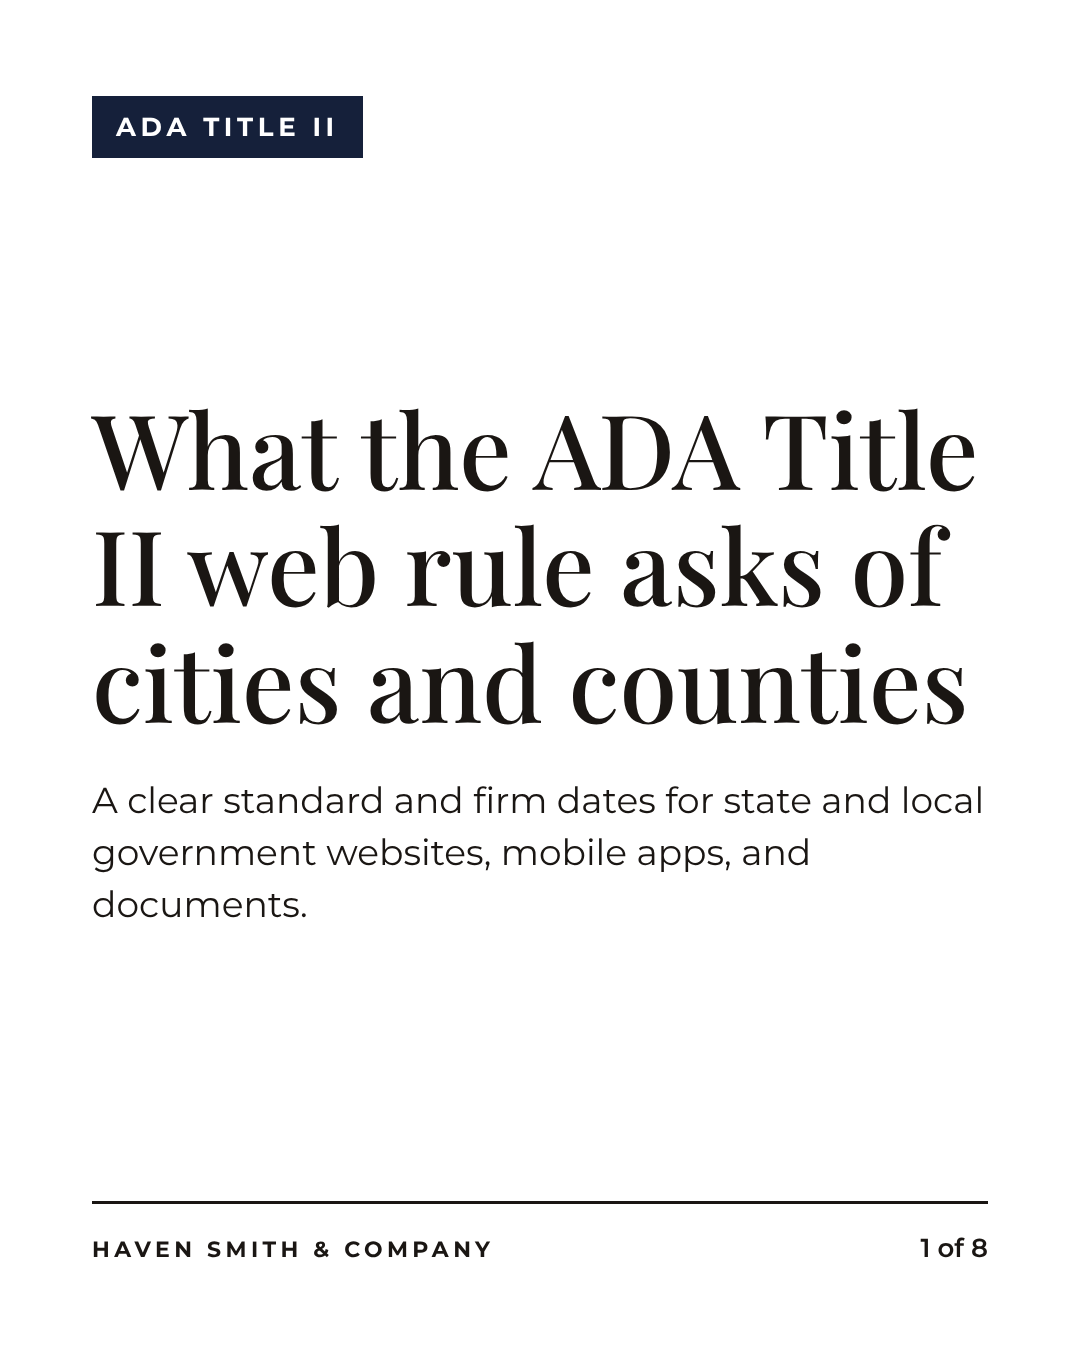 ADA TITLE II
What the ADA Title
II web rule asks of
cities and counties
A clear standard and firm dates for state and local
government websites, mobile apps, and
documents.
HAVEN SMITH & COMPANY
1 of 8